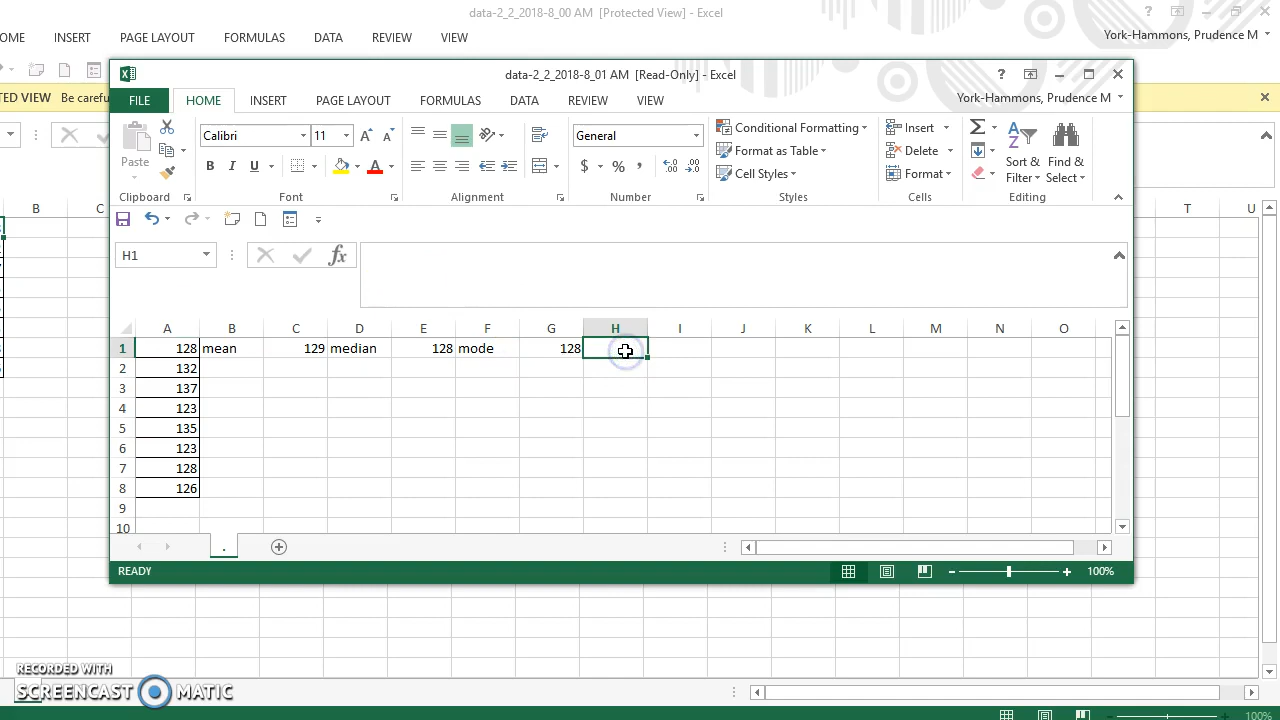 data-2_2_2018-8_00 AM [Protected View] - Excel
OME INSERT PAGE LAYOUT FORMULAS DATA REVIEW VIEW
York-Hammons, Prudence M
data-2_2_2018-8_01 AM [Read-Only] - Excel
TED VIEW Be carefu
York-Hammons, Prudence M
FILE HOME INSERT PAGE LAYOUT FORMULAS DATA REVIEW VIEW
Paste
Calibri 11
General
Conditional Formatting
Format as Table
Cell Styles
Insert
Delete
Format
Sort & Filter
Find & Select
B I U A
$ % ,
Clipboard Font Alignment Number Styles Cells Editing
H1
fx
B C T U
A B C D E F G H I J K L M N O
1 128 mean 129 median 128 mode 128
2 132
3 137
4 123
5 135
6 123
7 128
8 126
9
10
.
READY 100%
RECORDED WITH
SCREENCAST MATIC
100%